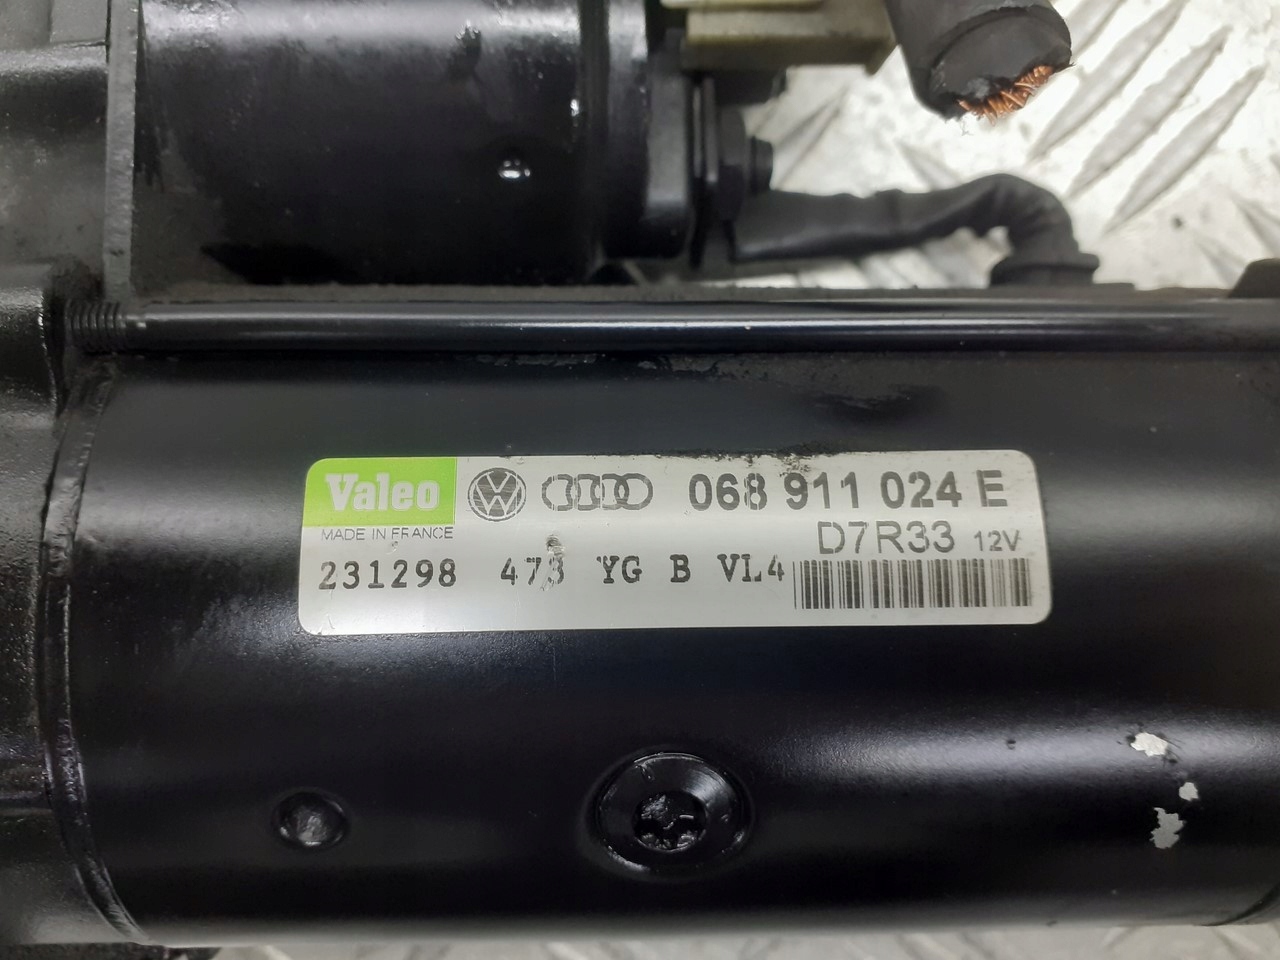 Valeo 068 911 024 E
MADE IN FRANCE D7R33 12V
231298 473 YG B VL4